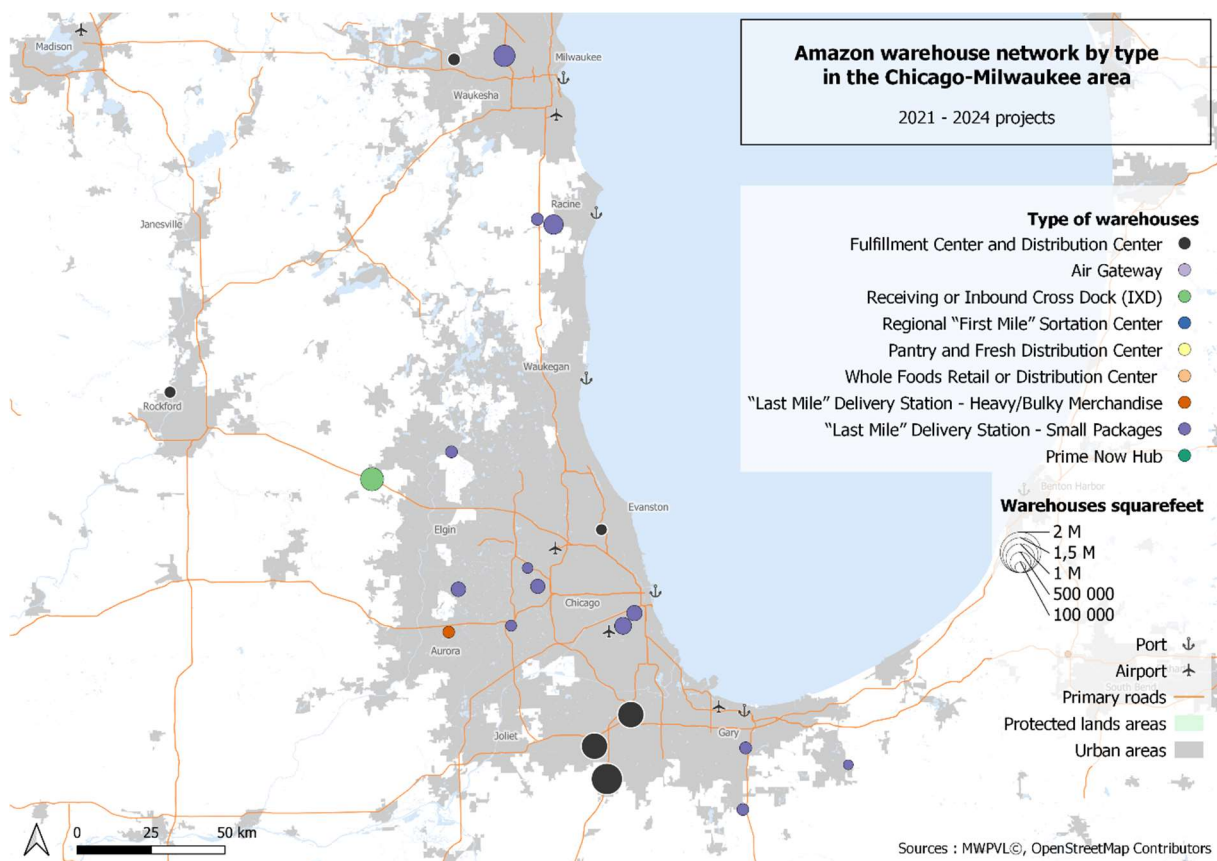 Amazon warehouse network by type
in the Chicago-Milwaukee area
2021 - 2024 projects
Madison
Milwaukee
Waukesha
Racine
Janesville
Waukegan
Rockford
Evanston
Elgin
Chicago
Aurora
Joliet
Gary
Benton Harbor
South Bend
Type of warehouses
Fulfillment Center and Distribution Center
Air Gateway
Receiving or Inbound Cross Dock (IXD)
Regional “First Mile” Sortation Center
Pantry and Fresh Distribution Center
Whole Foods Retail or Distribution Center
“Last Mile” Delivery Station - Heavy/Bulky Merchandise
“Last Mile” Delivery Station - Small Packages
Prime Now Hub
Warehouses squarefeet
2 M
1,5 M
1 M
500 000
100 000
Port
Airport
Primary roads
Protected lands areas
Urban areas
0 25 50 km
Sources : MWPVL©, OpenStreetMap Contributors